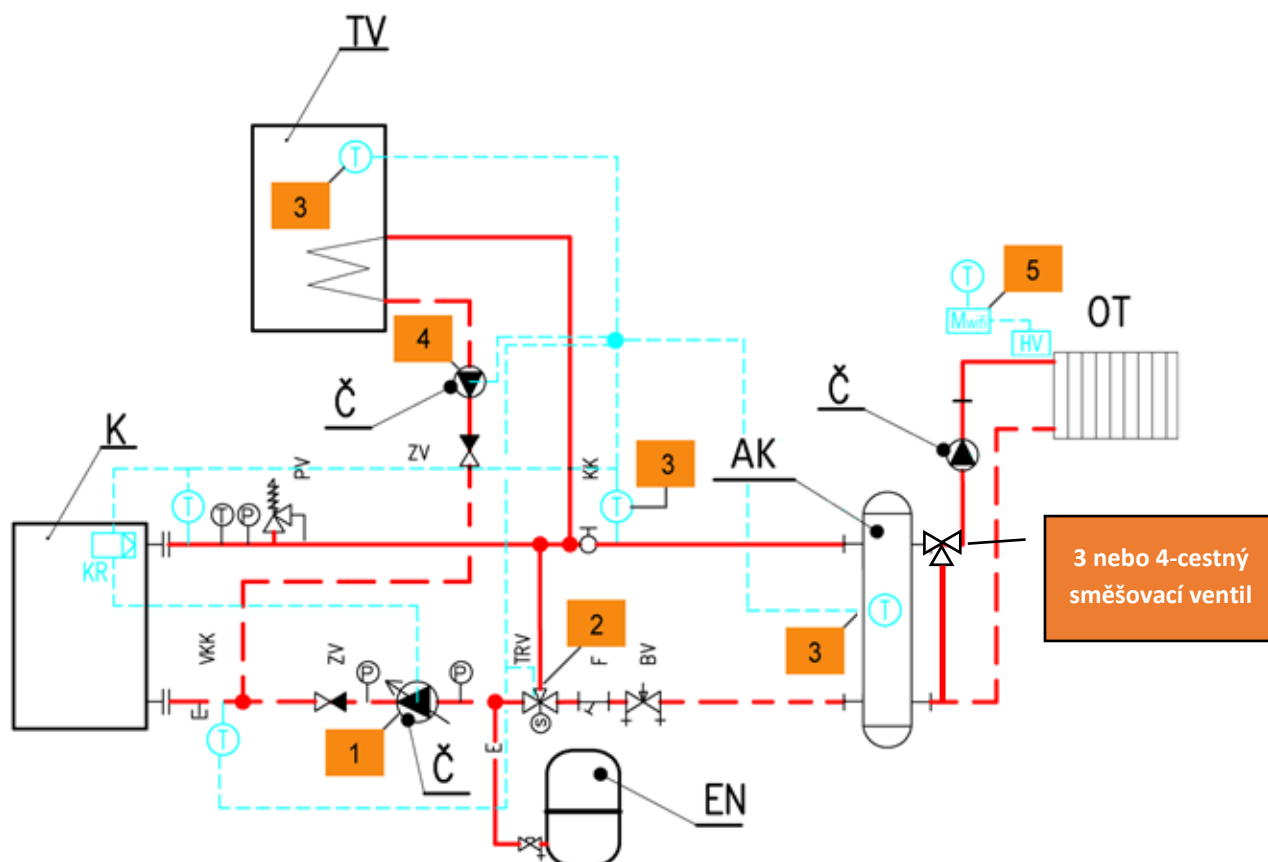 TV
T
3
5
T
Mwifi
HV
OT
4
Č
Č
K
PV
ZV
KK
3
AK
T
T
P
T
KR
3 nebo 4-cestný
směšovací ventil
T
3
2
VKK
ZV
P
P
TRV
F
BV
S
T
1
Č
E
EN